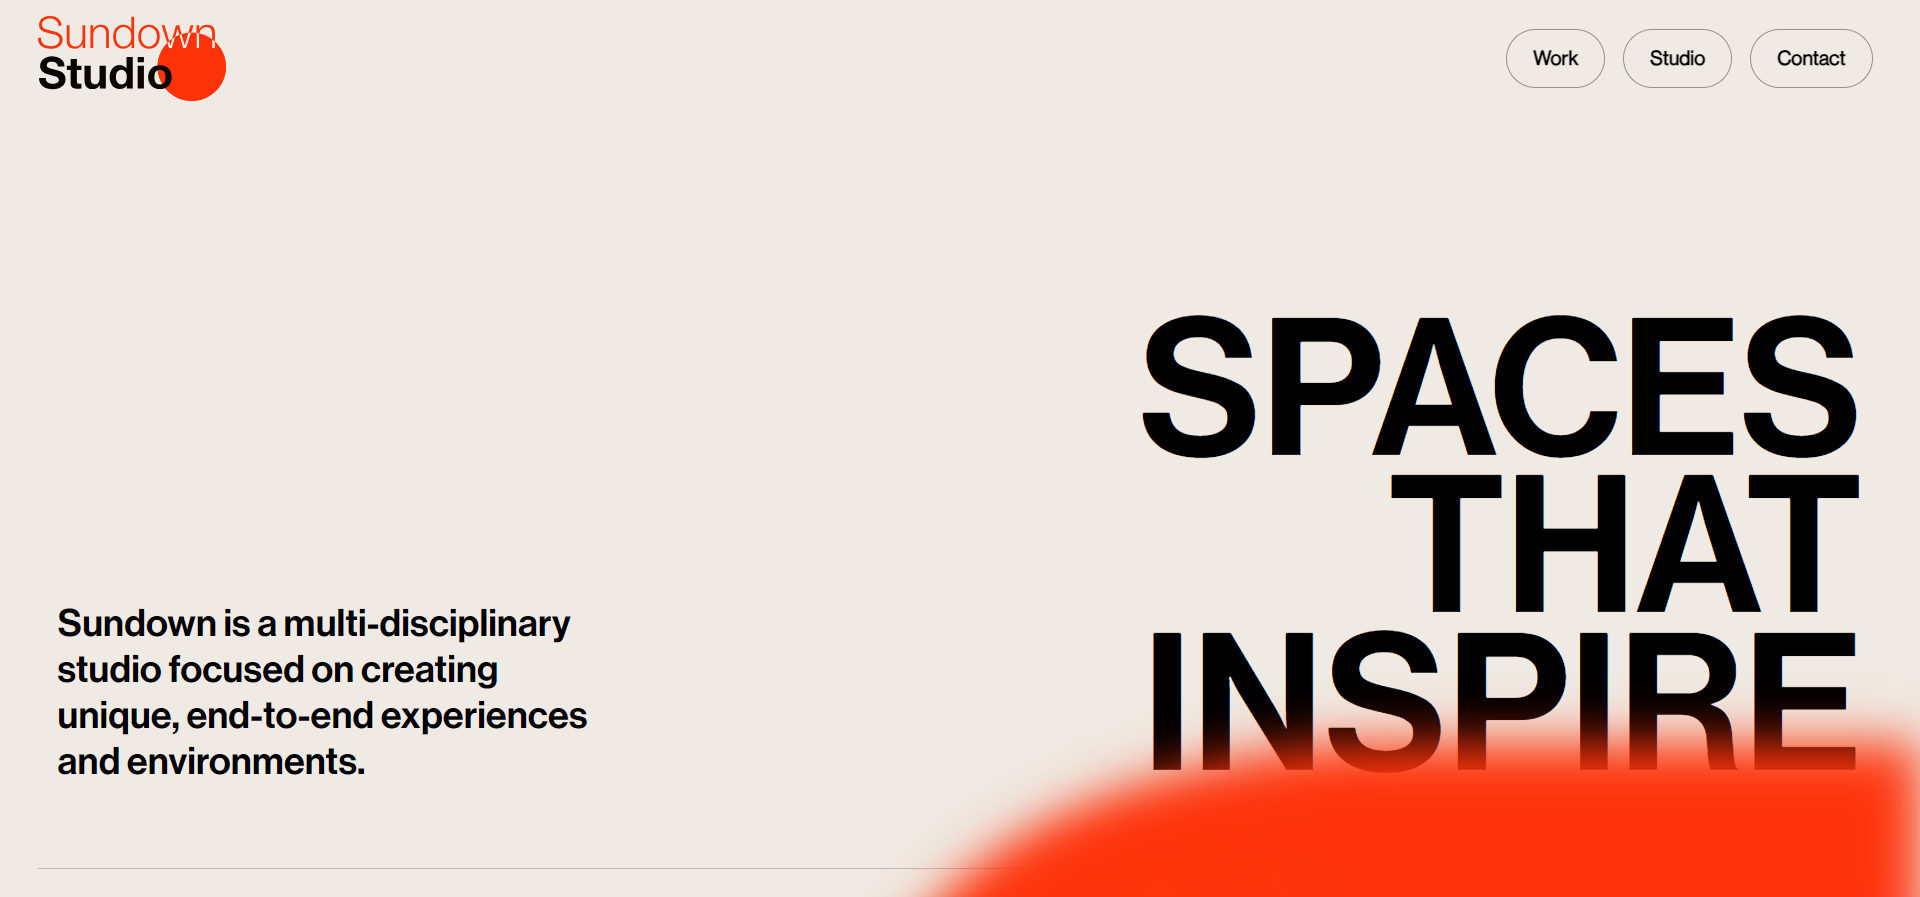 Sundown
Studio
Work
Studio
Contact
SPACES
THAT
INSPIRE
Sundown is a multi-disciplinary
studio focused on creating
unique, end-to-end experiences
and environments.